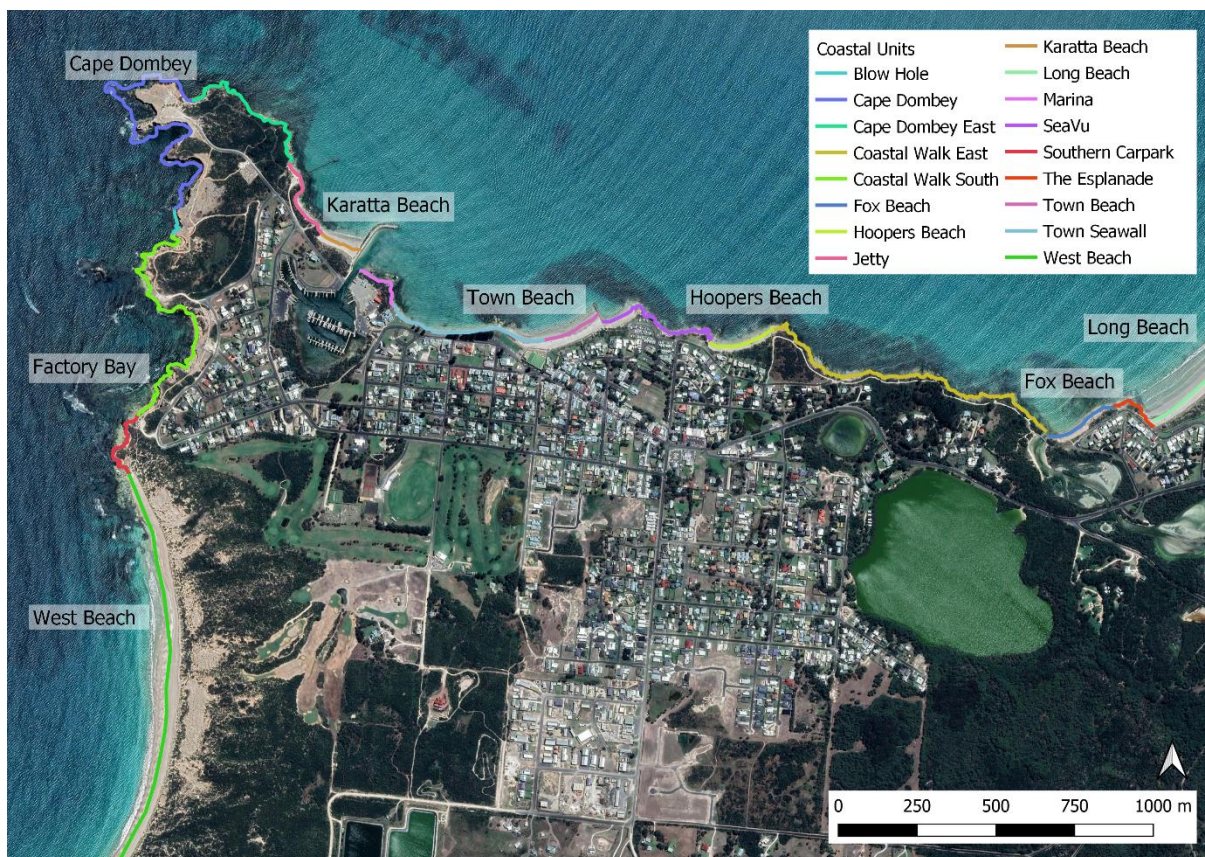 Cape Dombey
Karatta Beach
Town Beach
Hoopers Beach
Long Beach
Factory Bay
Fox Beach
West Beach
Coastal Units
Blow Hole
Cape Dombey
Cape Dombey East
Coastal Walk East
Coastal Walk South
Fox Beach
Hoopers Beach
Jetty
Karatta Beach
Long Beach
Marina
SeaVu
Southern Carpark
The Esplanade
Town Beach
Town Seawall
West Beach
0 250 500 750 1000 m